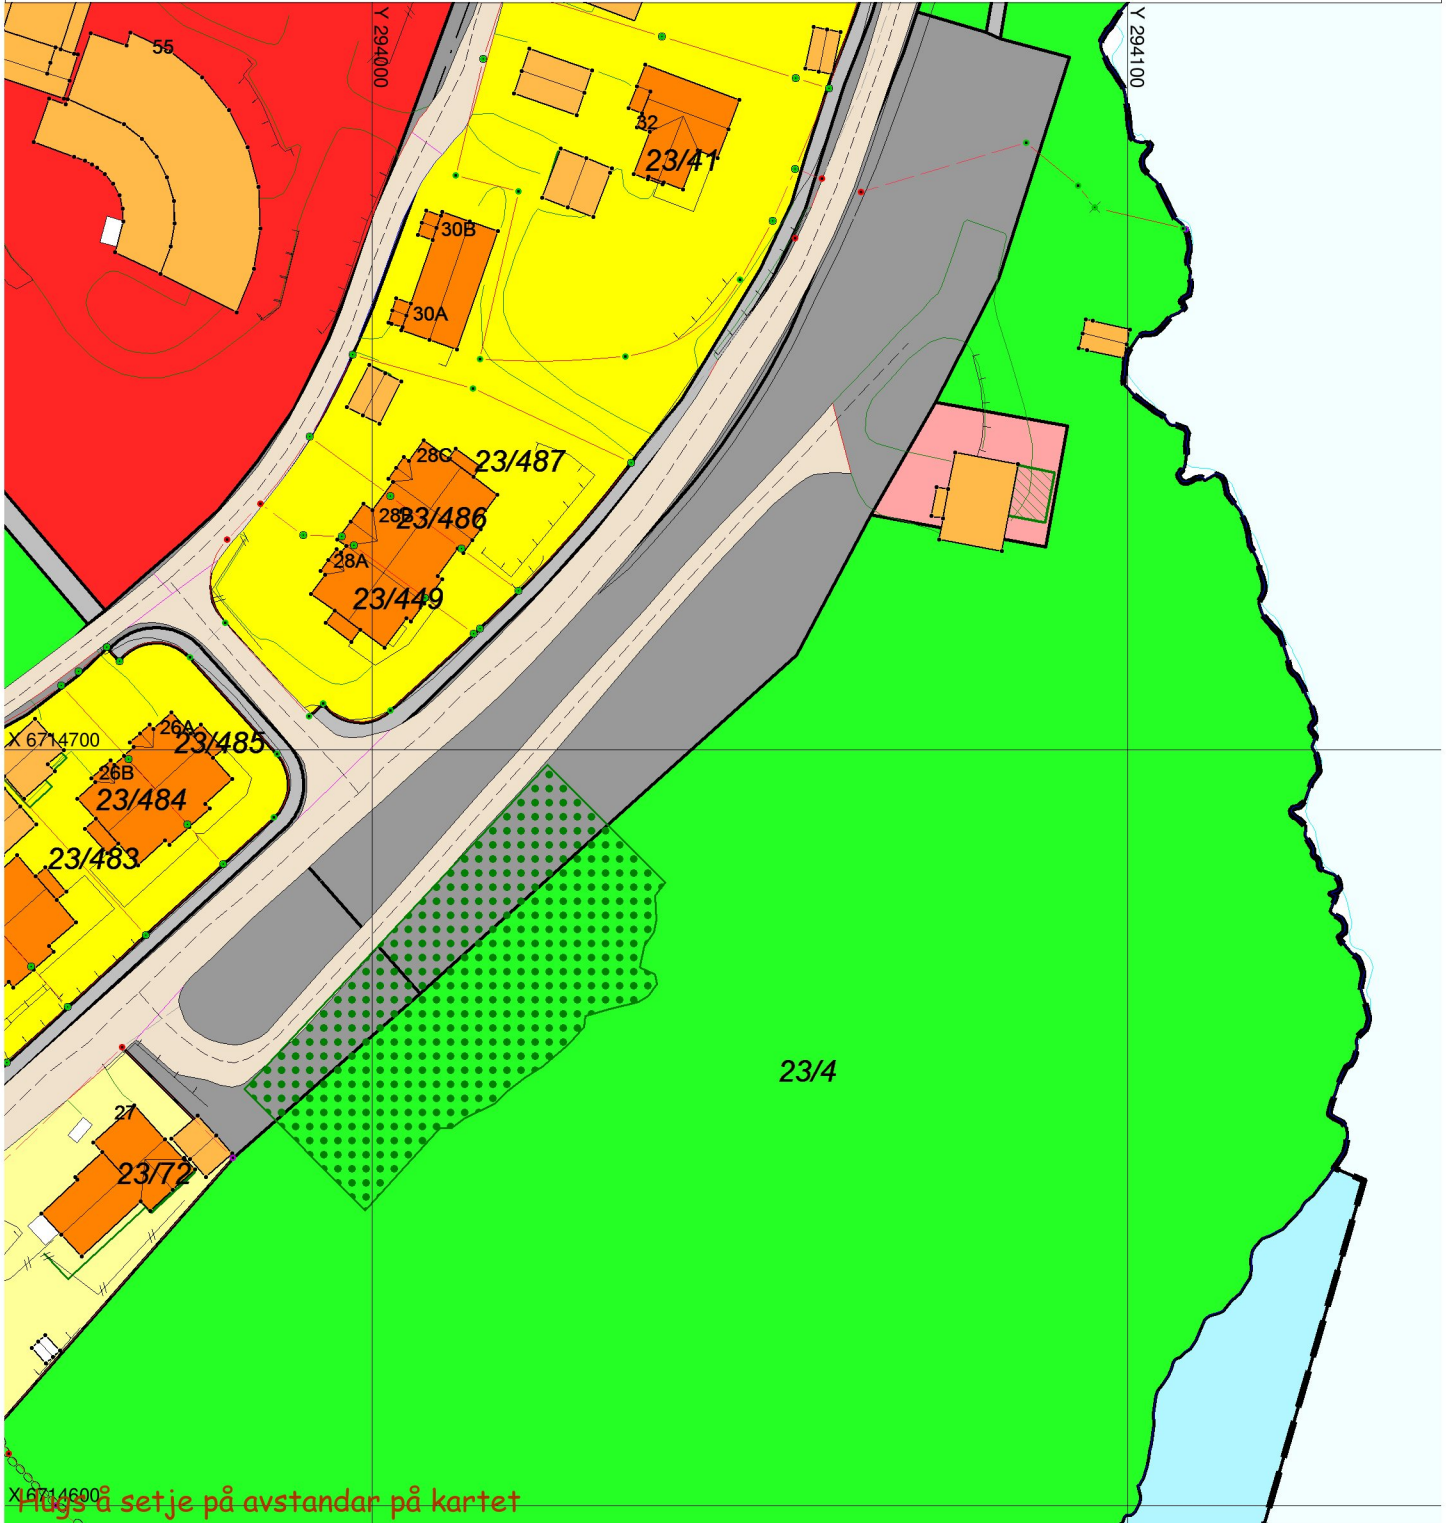 55
Y 294000
Y 294100
32
23/41
30B
30A
28C
23/487
28B
23/486
28A
23/449
26A
X 6714700
23/485
26B
23/484
23/483
23/4
27
23/72
X 6714600
Hugs å setje på avstandar på kartet